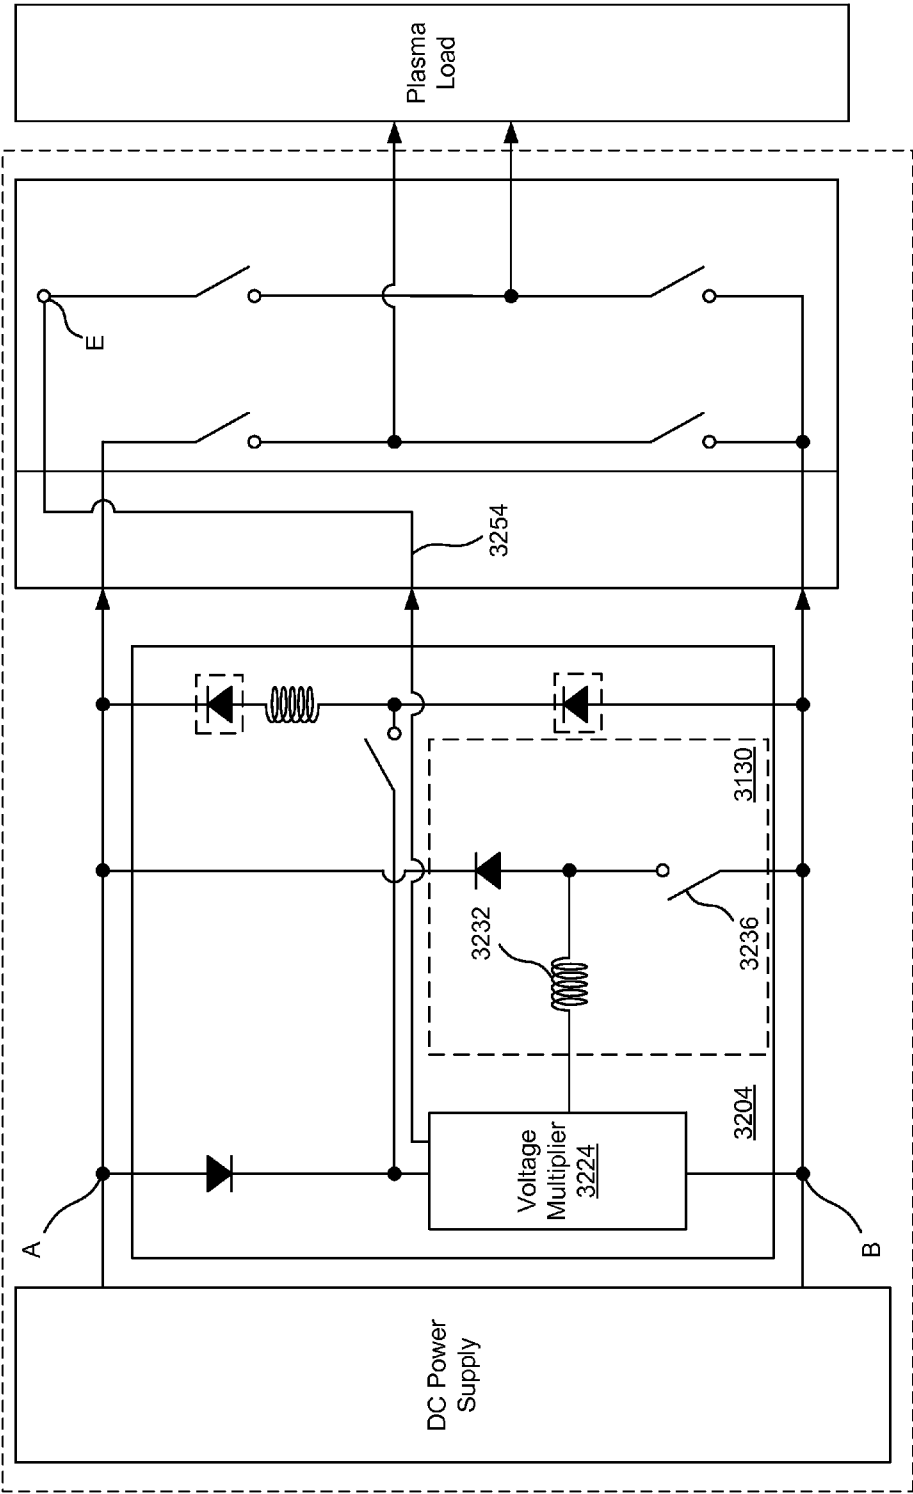 Plasma
Load
E
3254
3130
3232
3236
3204
Voltage
Multiplier
3224
A
B
DC Power
Supply